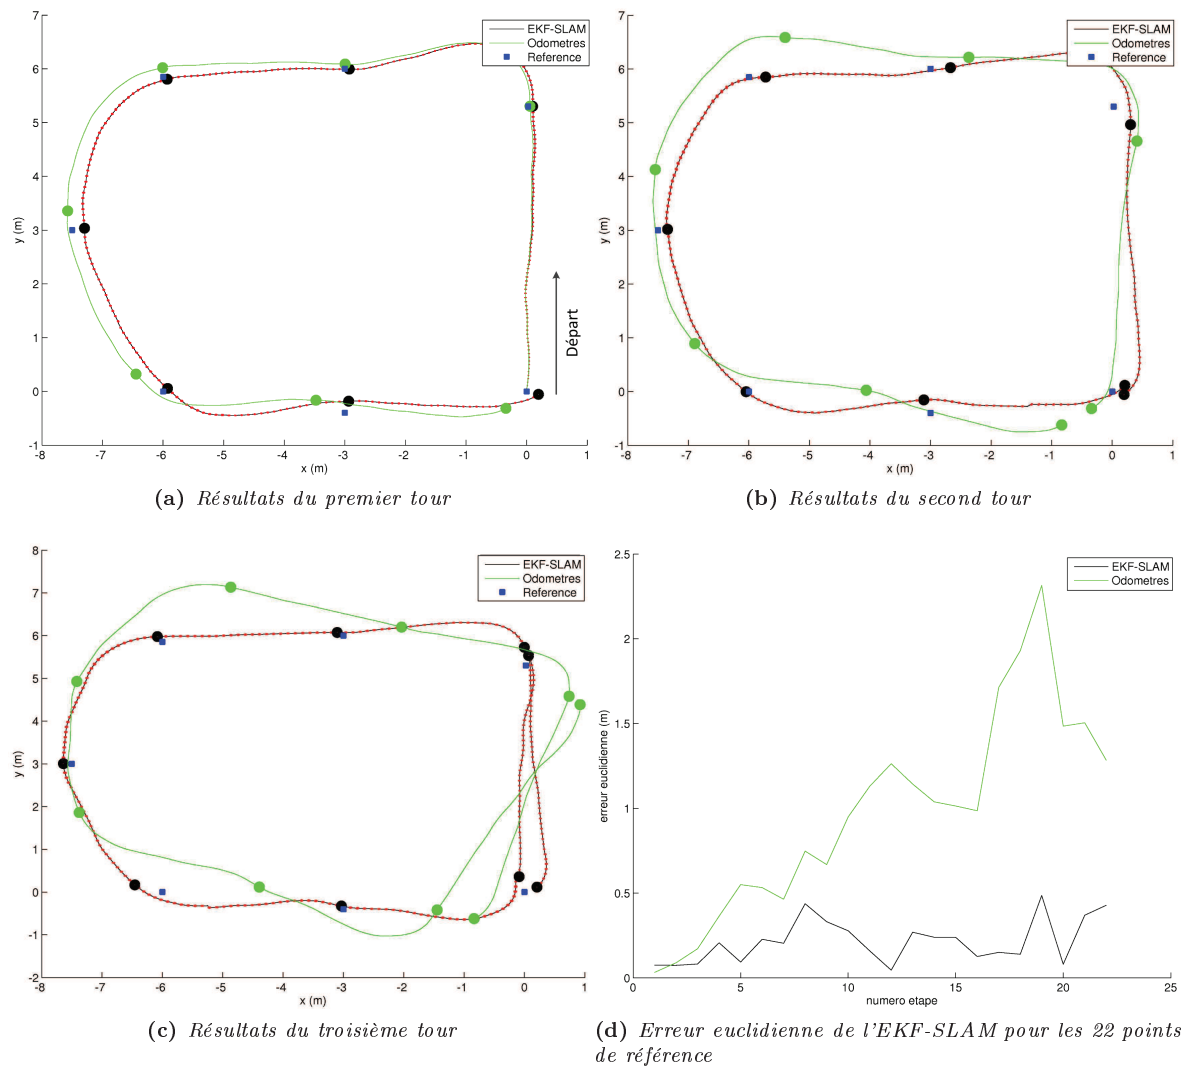 7
6
5
4
3
2
1
0
-1
y (m)
-8
-7
-6
-5
-4
-3
-2
-1
0
1
x (m)
EKF-SLAM
Odometres
Reference
Départ
(a) Résultats du premier tour
7
6
5
4
3
2
1
0
-1
y (m)
-8
-7
-6
-5
-4
-3
-2
-1
0
1
x (m)
EKF-SLAM
Odometres
Reference
(b) Résultats du second tour
8
7
6
5
4
3
2
1
0
-1
-2
y (m)
-8
-7
-6
-5
-4
-3
-2
-1
0
1
x (m)
EKF-SLAM
Odometres
Reference
(c) Résultats du troisième tour
2.5
2
1.5
1
0.5
0
erreur euclidienne (m)
0
5
10
15
20
25
numero etape
EKF-SLAM
Odometres
(d) Erreur euclidienne de l'EKF-SLAM pour les 22 points
de référence